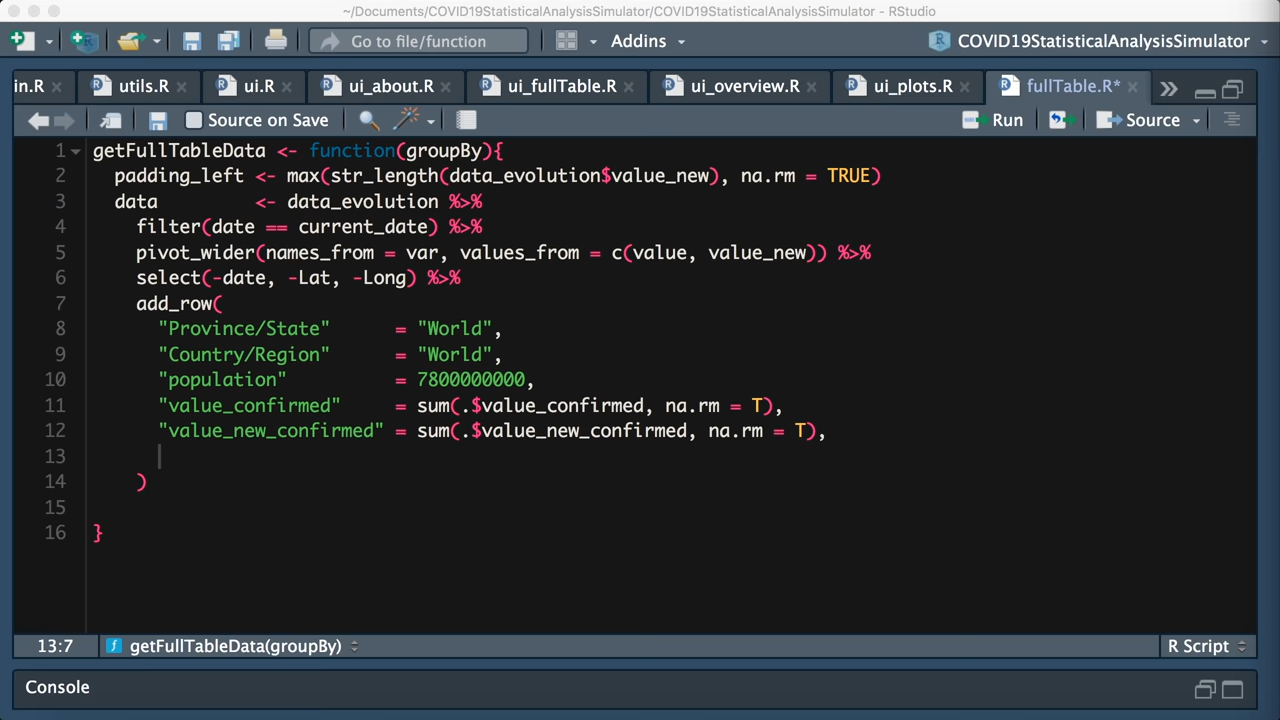 ~/Documents/COVID19StatisticalAnalysisSimulator/COVID19StatisticalAnalysisSimulator - RStudio
Go to file/function Addins COVID19StatisticalAnalysisSimulator
in.R utils.R ui.R ui_about.R ui_fullTable.R ui_overview.R ui_plots.R fullTable.R*
Source on Save Run Source
1 getFullTableData <- function(groupBy){
2 padding_left <- max(str_length(data_evolution$value_new), na.rm = TRUE)
3 data <- data_evolution %>%
4 filter(date == current_date) %>%
5 pivot_wider(names_from = var, values_from = c(value, value_new)) %>%
6 select(-date, -Lat, -Long) %>%
7 add_row(
8 "Province/State" = "World",
9 "Country/Region" = "World",
10 "population" = 7800000000,
11 "value_confirmed" = sum(.$value_confirmed, na.rm = T),
12 "value_new_confirmed" = sum(.$value_new_confirmed, na.rm = T),
13
14 )
15
16 }
13:7 getFullTableData(groupBy) R Script
Console